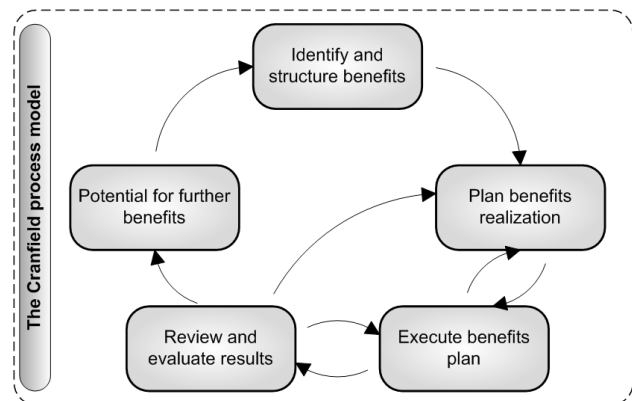 The Cranfield process model
Identify and
structure benefits
Potential for further
benefits
Plan benefits
realization
Review and
evaluate results
Execute benefits
plan